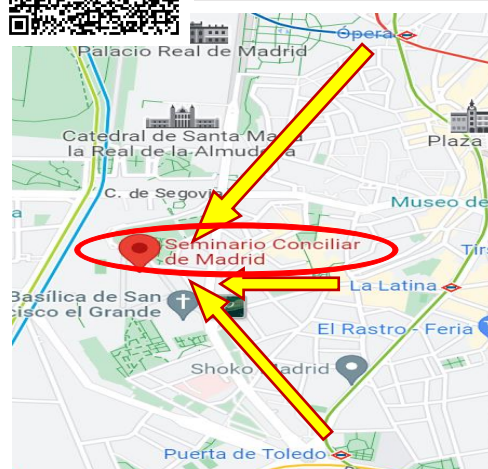 Ópera
Palacio Real de Madrid
Catedral de Santa Ma
la Real de la Almudena
Plaza
C. de Segovia
Museo de
Seminario Conciliar
de Madrid
Tirs
La Latina
Basílica de San
cisco el Grande
El Rastro - Feria
Shoko Madrid
Puerta de Toledo